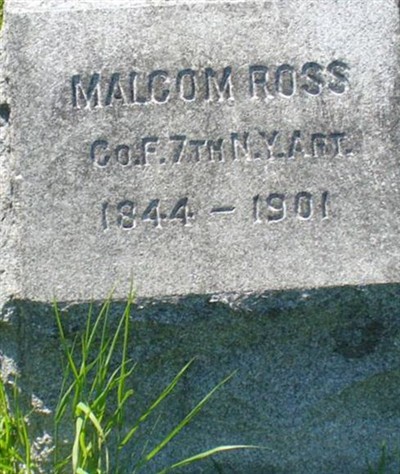 MALCOM ROSS
CO. F. 7TH N.Y. ART.
1844 – 1901